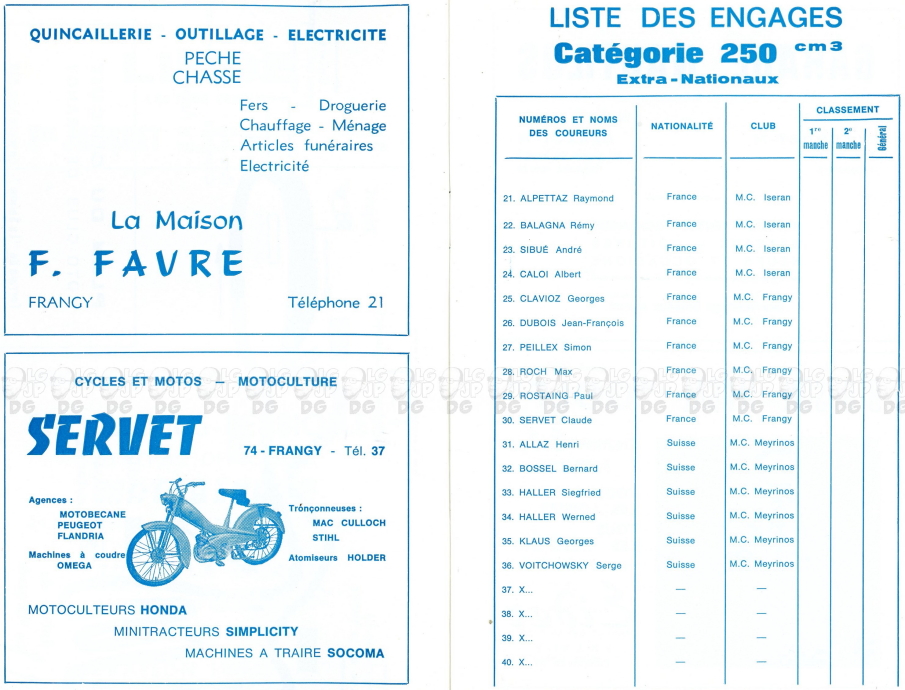 QUINCAILLERIE - OUTILLAGE - ELECTRICITE
PECHE
CHASSE
Fers - Droguerie
Chauffage - Ménage
Articles funéraires
Electricité
La Maison
F. FAVRE
FRANGY Téléphone 21
CYCLES ET MOTOS — MOTOCULTURE
SERVET
74 - FRANGY - Tél. 37
Agences :
MOTOBECANE
PEUGEOT
FLANDRIA
Machines à coudre
OMEGA
Trónçonneuses :
MAC CULLOCH
STIHL
Atomiseurs HOLDER
MOTOCULTEURS HONDA
MINITRACTEURS SIMPLICITY
MACHINES A TRAIRE SOCOMA
LISTE DES ENGAGES
Catégorie 250 cm3
Extra-Nationaux
NUMÉROS ET NOMS
DES COUREURS
NATIONALITÉ
CLUB
CLASSEMENT
1re manche
2e manche
Général
21. ALPETTAZ Raymond France M.C. Iseran
22. BALAGNA Rémy France M.C. Iseran
23. SIBUÉ André France M.C. Iseran
24. CALOI Albert France M.C. Iseran
25. CLAVIOZ Georges France M.C. Frangy
26. DUBOIS Jean-François France M.C. Frangy
27. PEILLEX Simon France M.C. Frangy
28. ROCH Max France M.C. Frangy
29. ROSTAING Paul France M.C. Frangy
30. SERVET Claude France M.C. Frangy
31. ALLAZ Henri Suisse M.C. Meyrinos
32. BOSSEL Bernard Suisse M.C. Meyrinos
33. HALLER Siegfried Suisse M.C. Meyrinos
34. HALLER Werned Suisse M.C. Meyrinos
35. KLAUS Georges Suisse M.C. Meyrinos
36. VOITCHOWSKY Serge Suisse M.C. Meyrinos
37. X... — —
38. X... — —
39. X... — —
40. X... — —